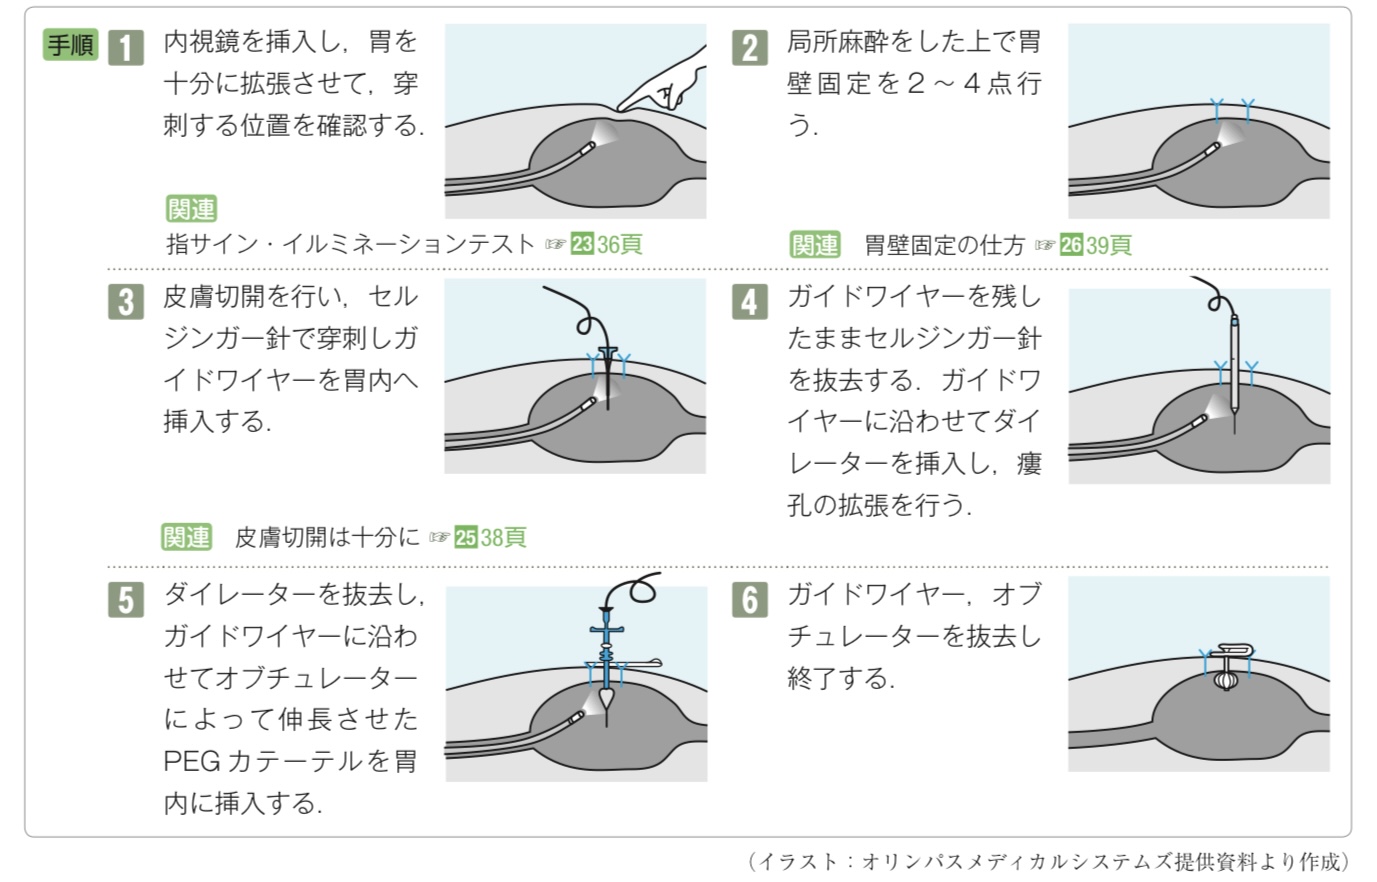 手順
1
内視鏡を挿入し，胃を
十分に拡張させて，穿
刺する位置を確認する．
関連
指サイン・イルミネーションテスト ☞ 23 36頁
2
局所麻酔をした上で胃
壁固定を２～４点行
う．
関連 胃壁固定の仕方 ☞ 26 39頁
3
皮膚切開を行い，セル
ジンガー針で穿刺しガ
イドワイヤーを胃内へ
挿入する．
関連 皮膚切開は十分に ☞ 25 38頁
4
ガイドワイヤーを残し
たままセルジンガー針
を抜去する．ガイドワ
イヤーに沿わせてダイ
レーターを挿入し，瘻
孔の拡張を行う．
5
ダイレーターを抜去し，
ガイドワイヤーに沿わ
せてオブチュレーター
によって伸長させた
PEG カテーテルを胃
内に挿入する．
6
ガイドワイヤー，オブ
チュレーターを抜去し
終了する．
（イラスト：オリンパスメディカルシステムズ提供資料より作成）